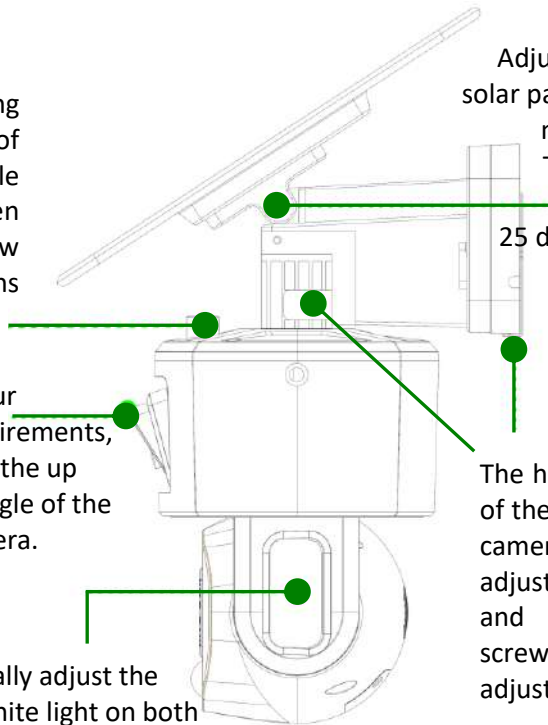 ng
of
le
en
w
ns
ur
irements,
the up
gle of the
era.
ally adjust the
hite light on both
Adju
solar pa
25 d
The h
of the
camer
adjust
and
screw
adjust